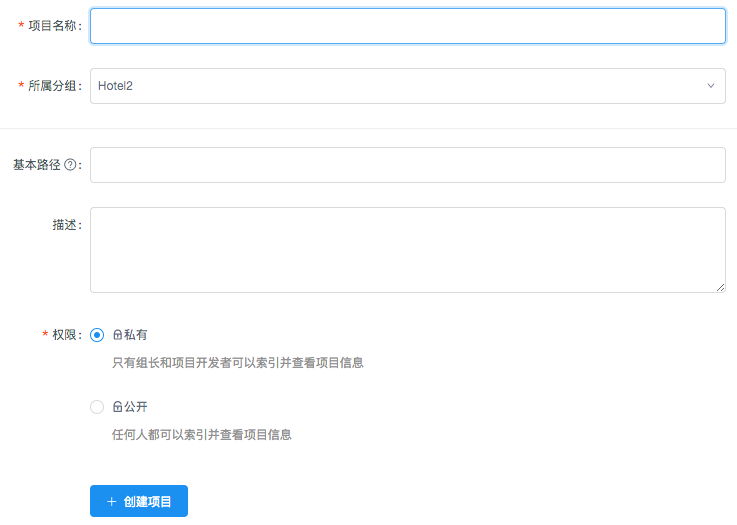 * 项目名称:
* 所属分组: Hotel2
基本路径 ?:
描述:
* 权限: 私有
只有组长和项目开发者可以索引并查看项目信息
公开
任何人都可以索引并查看项目信息
+ 创建项目